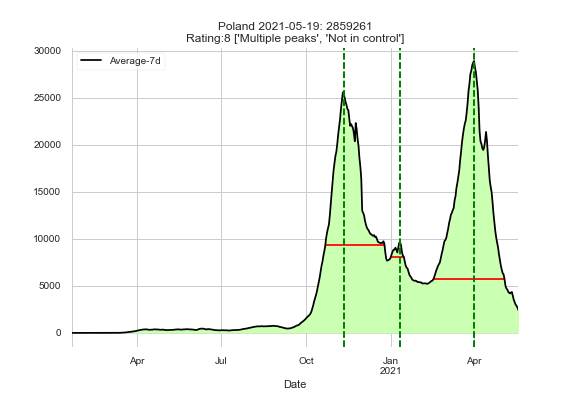 Poland 2021-05-19: 2859261
Rating:8 ['Multiple peaks', 'Not in control']
Average-7d
30000
25000
20000
15000
10000
5000
0
Apr
Jul
Oct
Jan
2021
Apr
Date